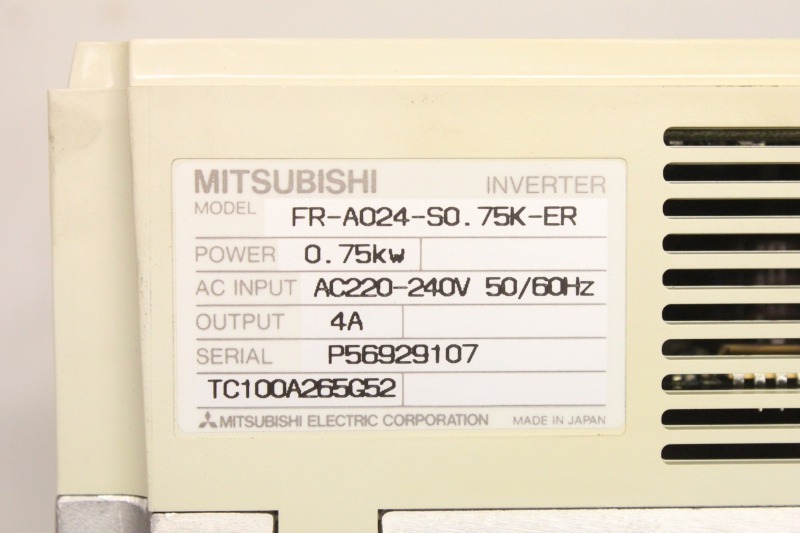 MITSUBISHI INVERTER
MODEL FR-A024-S0.75K-ER
POWER 0.75kw
AC INPUT AC220-240V 50/60Hz
OUTPUT 4A
SERIAL P56929107
TC100A265G52
MITSUBISHI ELECTRIC CORPORATION MADE IN JAPAN